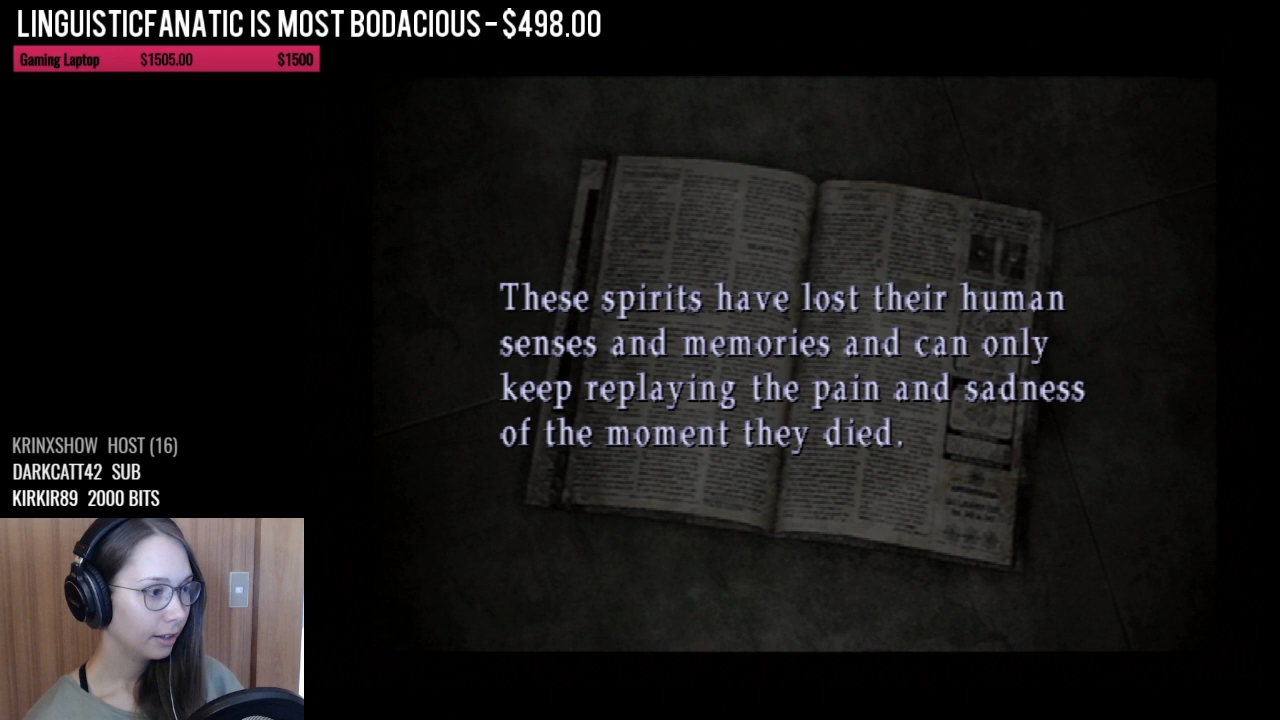 LINGUISTICFANATIC IS MOST BODACIOUS - $498.00
Gaming Laptop $1505.00 $1500
These spirits have lost their human
senses and memories and can only
keep replaying the pain and sadness
of the moment they died.
KRINXSHOW HOST (16)
DARKCATT42 SUB
KIRKIR89 2000 BITS